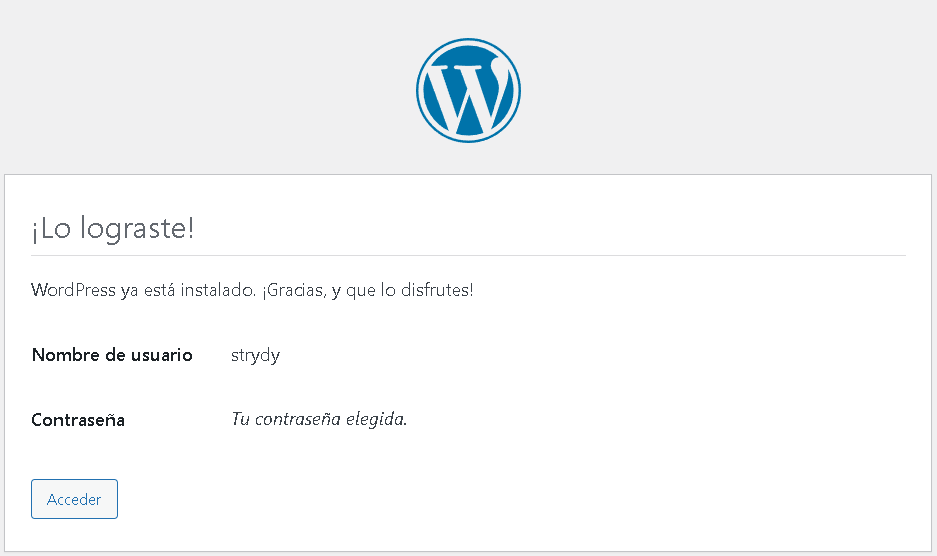 ¡Lo lograste!
WordPress ya está instalado. ¡Gracias, y que lo disfrutes!
Nombre de usuario strydy
Contraseña Tu contraseña elegida.
Acceder